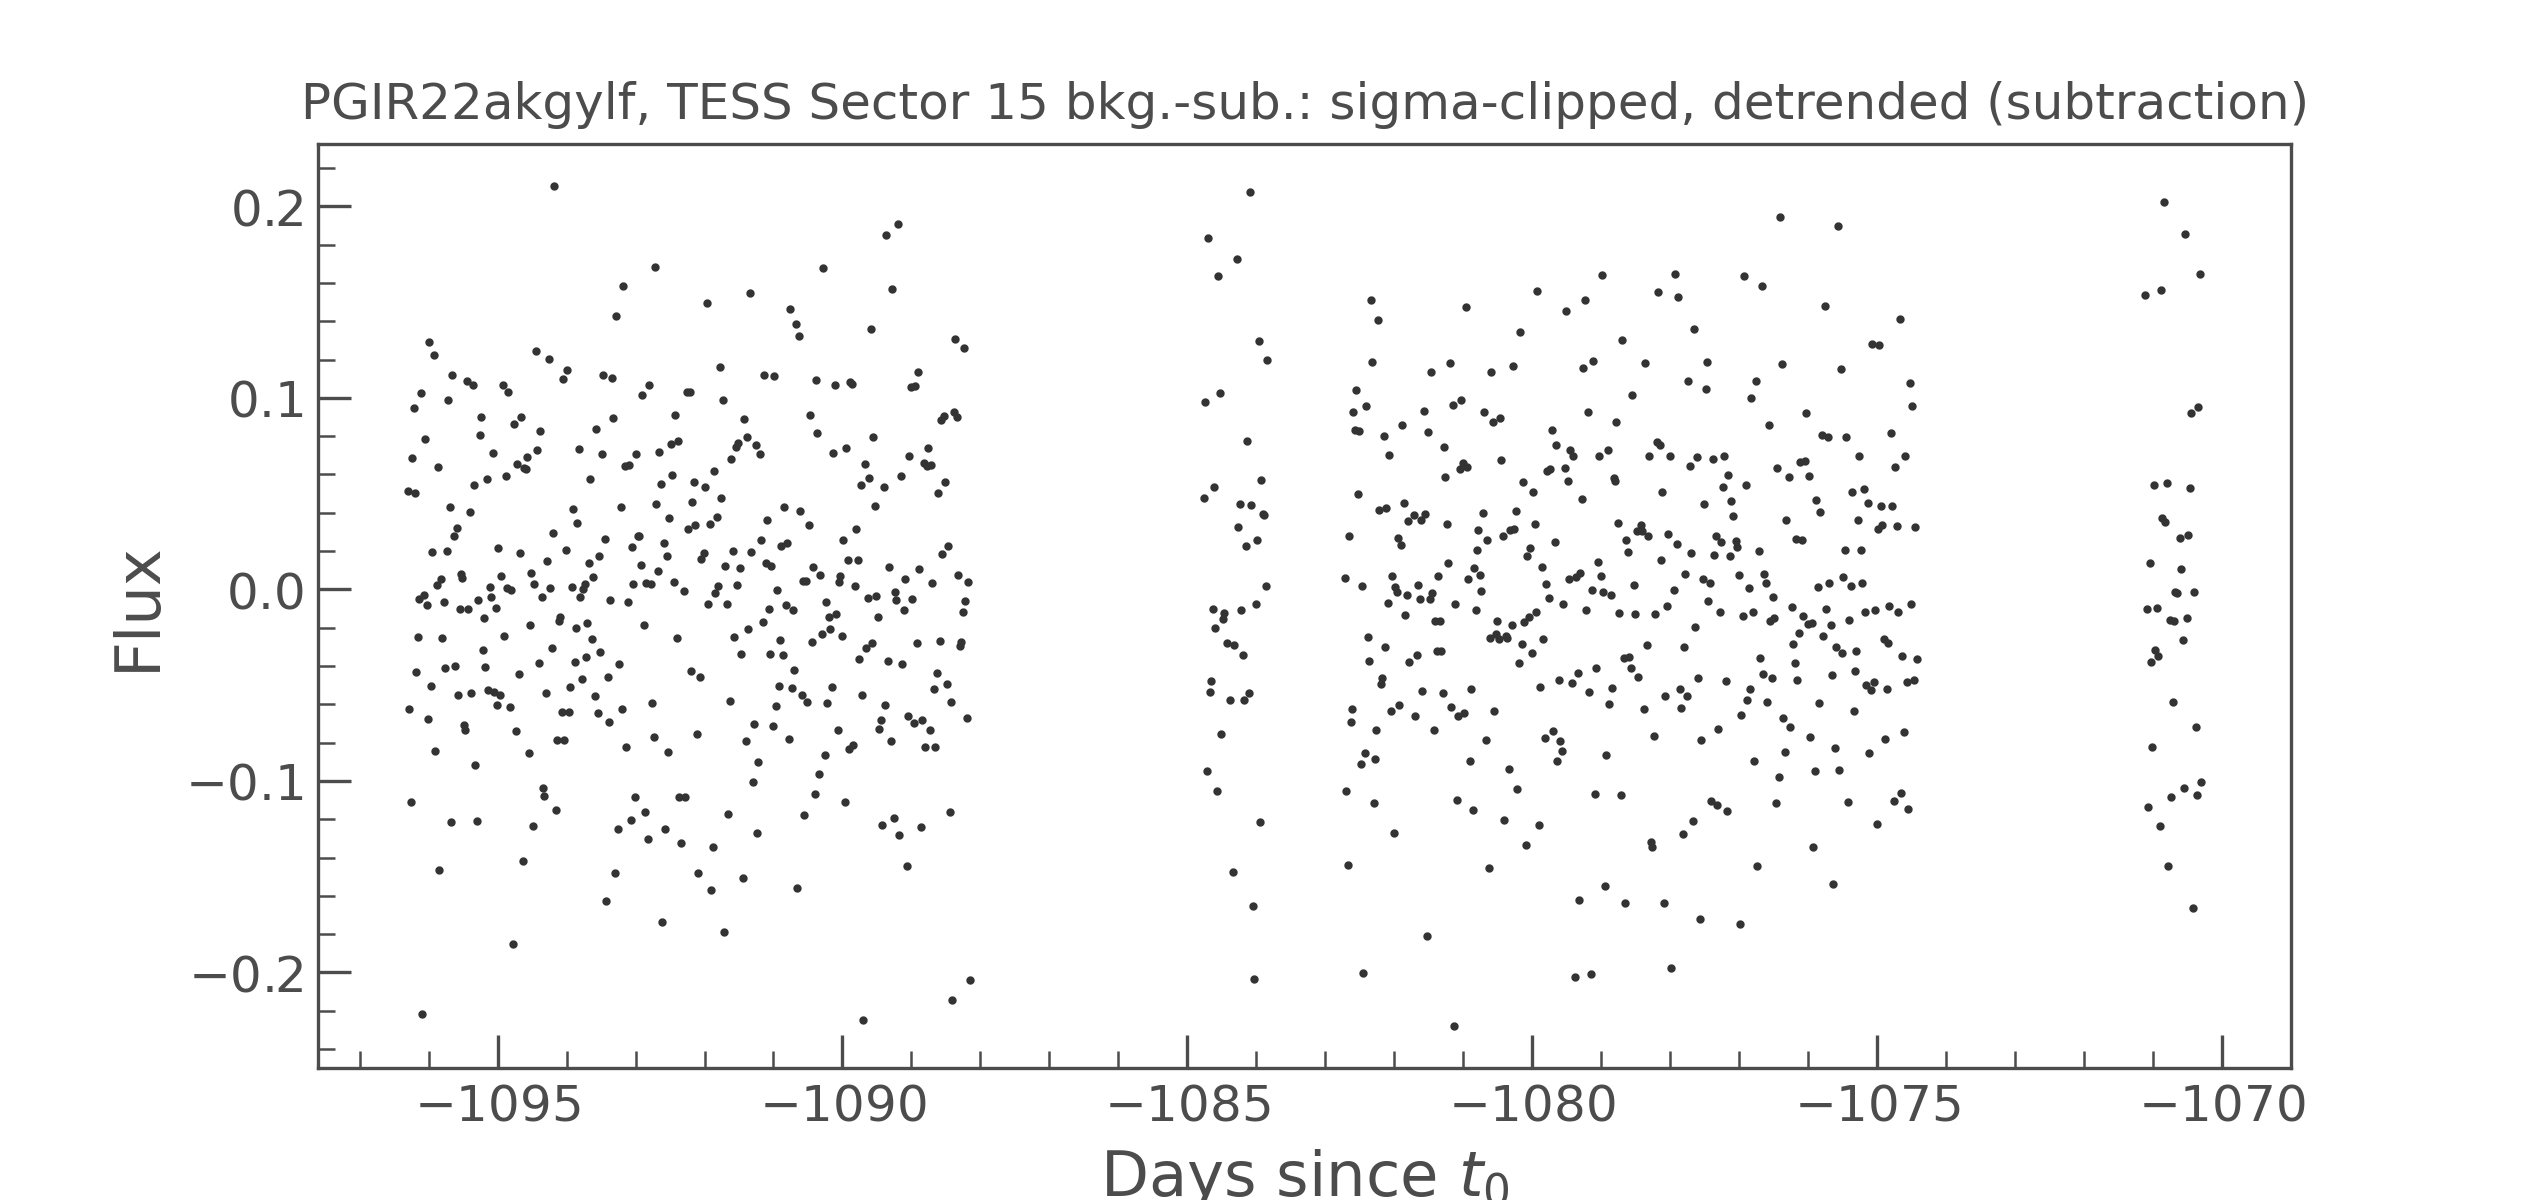 PGIR22akgylf, TESS Sector 15 bkg.-sub.: sigma-clipped, detrended (subtraction)
0.2
0.1
0.0
−0.1
−0.2
Flux
−1095 −1090 −1085 −1080 −1075 −1070
Days since t₀